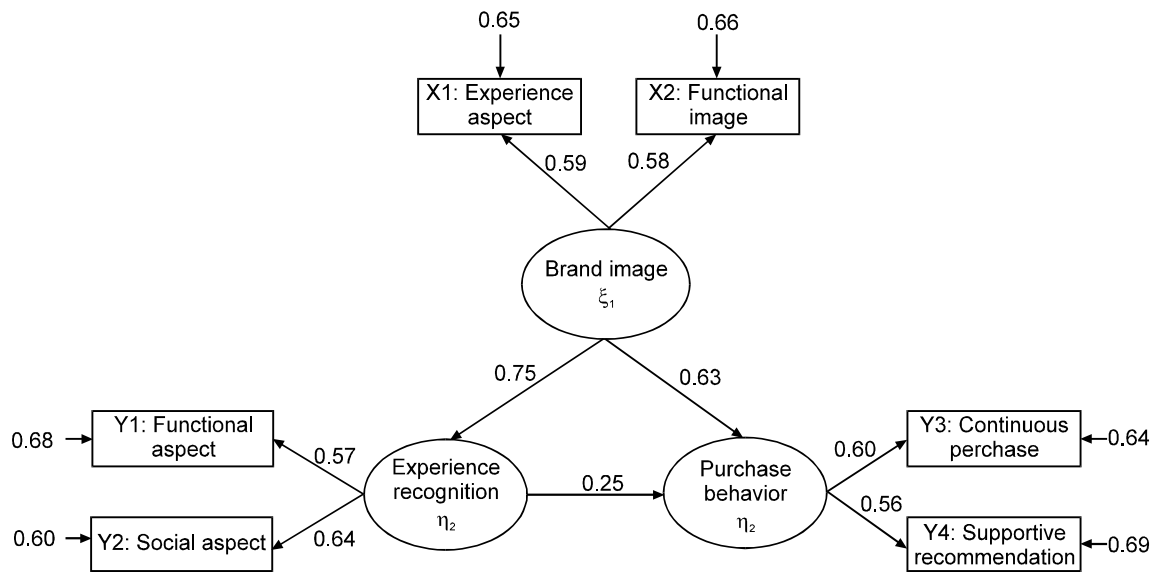 0.65
0.66
X1: Experience
aspect
X2: Functional
image
0.59
0.58
Brand image
ξ₁
0.75
0.63
Y1: Functional
aspect
0.68
0.57
Y3: Continuous
perchase
0.64
0.60
Experience
recognition
η₂
0.25
Purchase
behavior
η₂
0.60
Y2: Social aspect
0.64
0.56
Y4: Supportive
recommendation
0.69